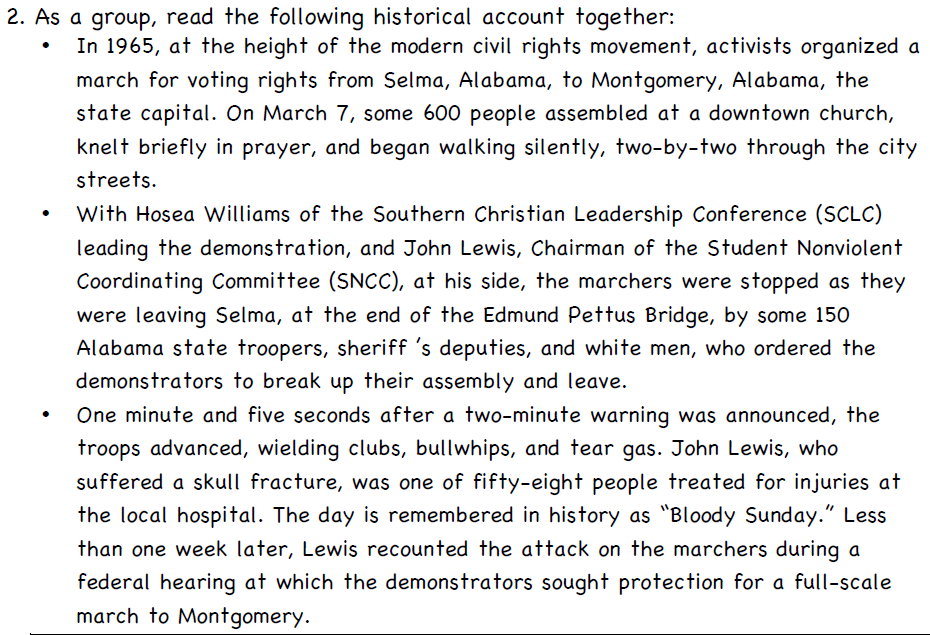 2. As a group, read the following historical account together:
• In 1965, at the height of the modern civil rights movement, activists organized a
march for voting rights from Selma, Alabama, to Montgomery, Alabama, the
state capital. On March 7, some 600 people assembled at a downtown church,
knelt briefly in prayer, and began walking silently, two-by-two through the city
streets.
• With Hosea Williams of the Southern Christian Leadership Conference (SCLC)
leading the demonstration, and John Lewis, Chairman of the Student Nonviolent
Coordinating Committee (SNCC), at his side, the marchers were stopped as they
were leaving Selma, at the end of the Edmund Pettus Bridge, by some 150
Alabama state troopers, sheriff 's deputies, and white men, who ordered the
demonstrators to break up their assembly and leave.
• One minute and five seconds after a two-minute warning was announced, the
troops advanced, wielding clubs, bullwhips, and tear gas. John Lewis, who
suffered a skull fracture, was one of fifty-eight people treated for injuries at
the local hospital. The day is remembered in history as “Bloody Sunday.” Less
than one week later, Lewis recounted the attack on the marchers during a
federal hearing at which the demonstrators sought protection for a full-scale
march to Montgomery.